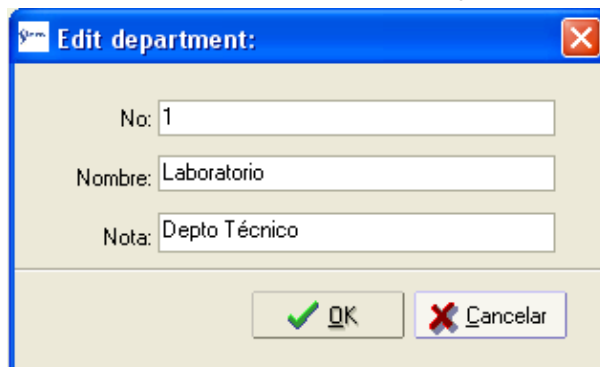 Edit department:
No: 1
Nombre: Laboratorio
Nota: Depto Técnico
OK Cancelar